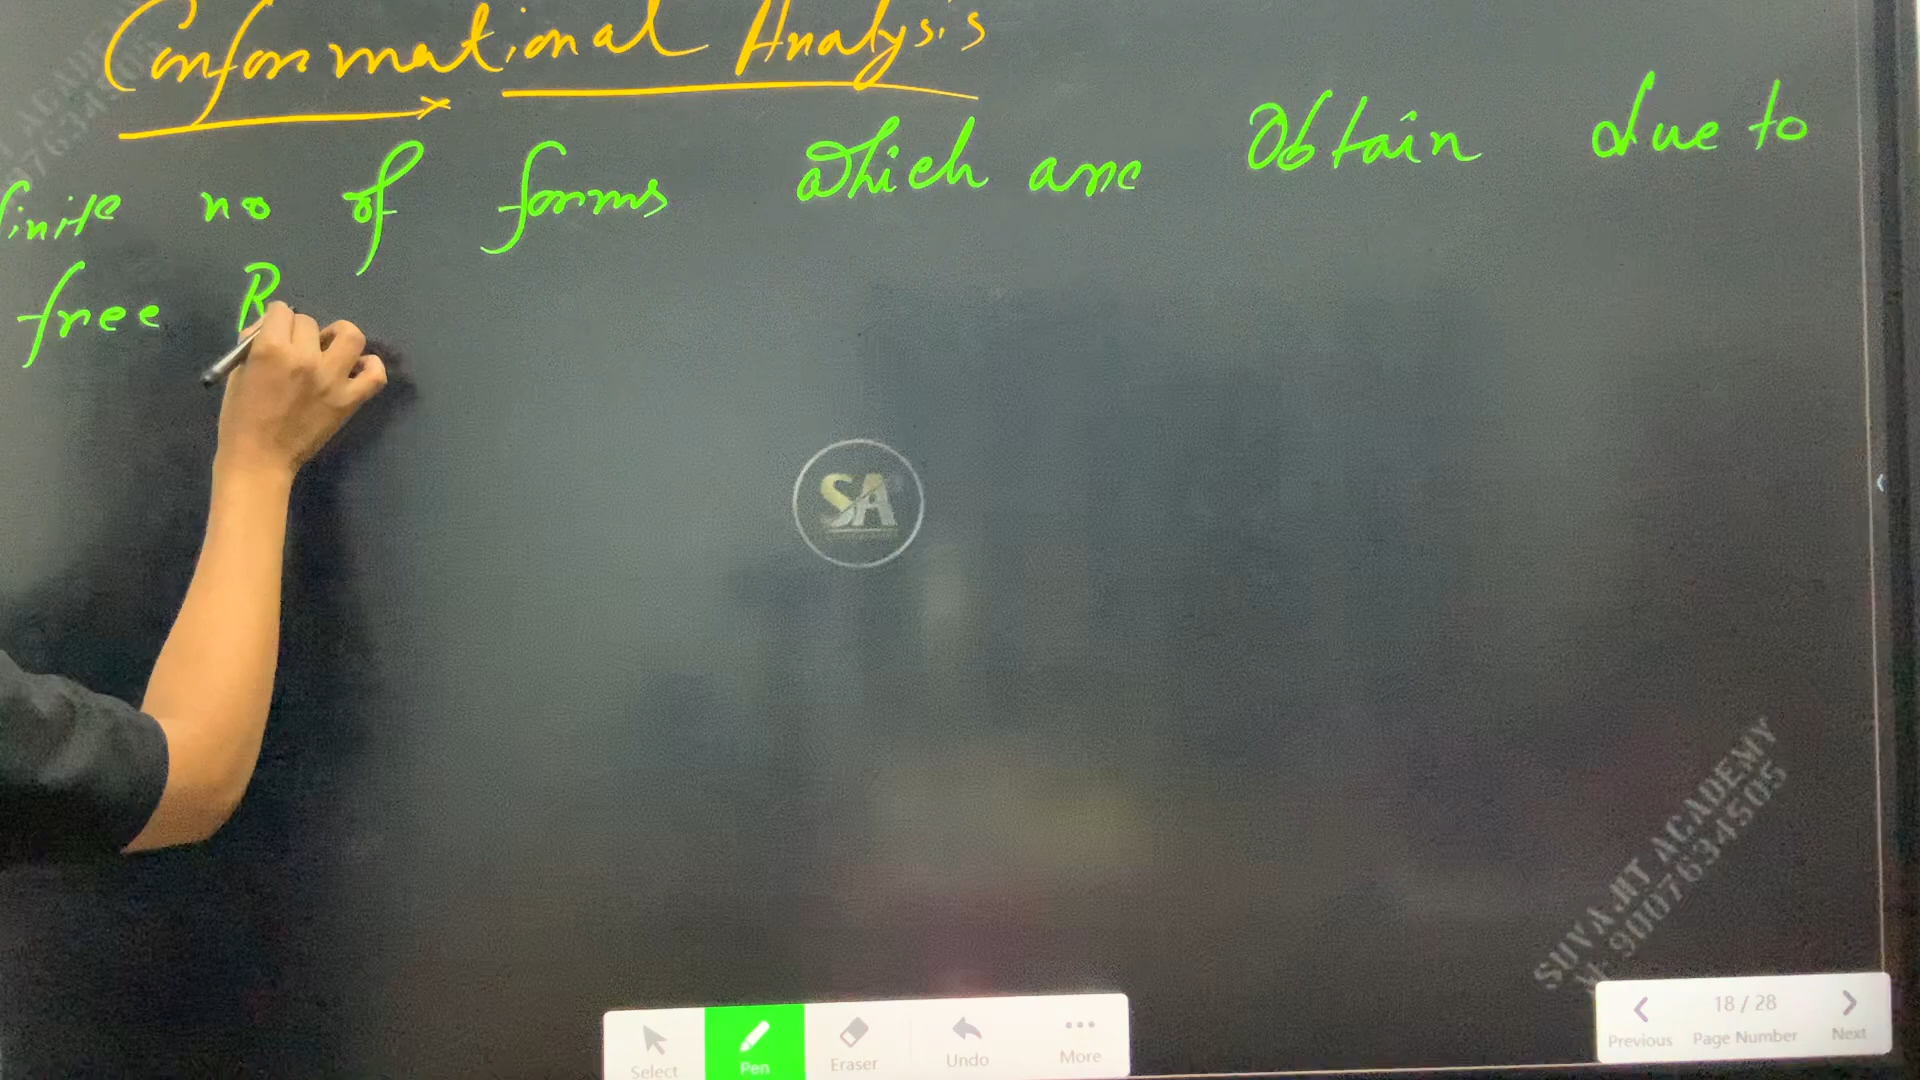 Conformational Analysis
finite no of forms which are Obtain due to
free R
SA
SUVAJIT ACADEMY
9007634505
Select
Pen
Eraser
Undo
More
18 / 28
Previous Page Number Next